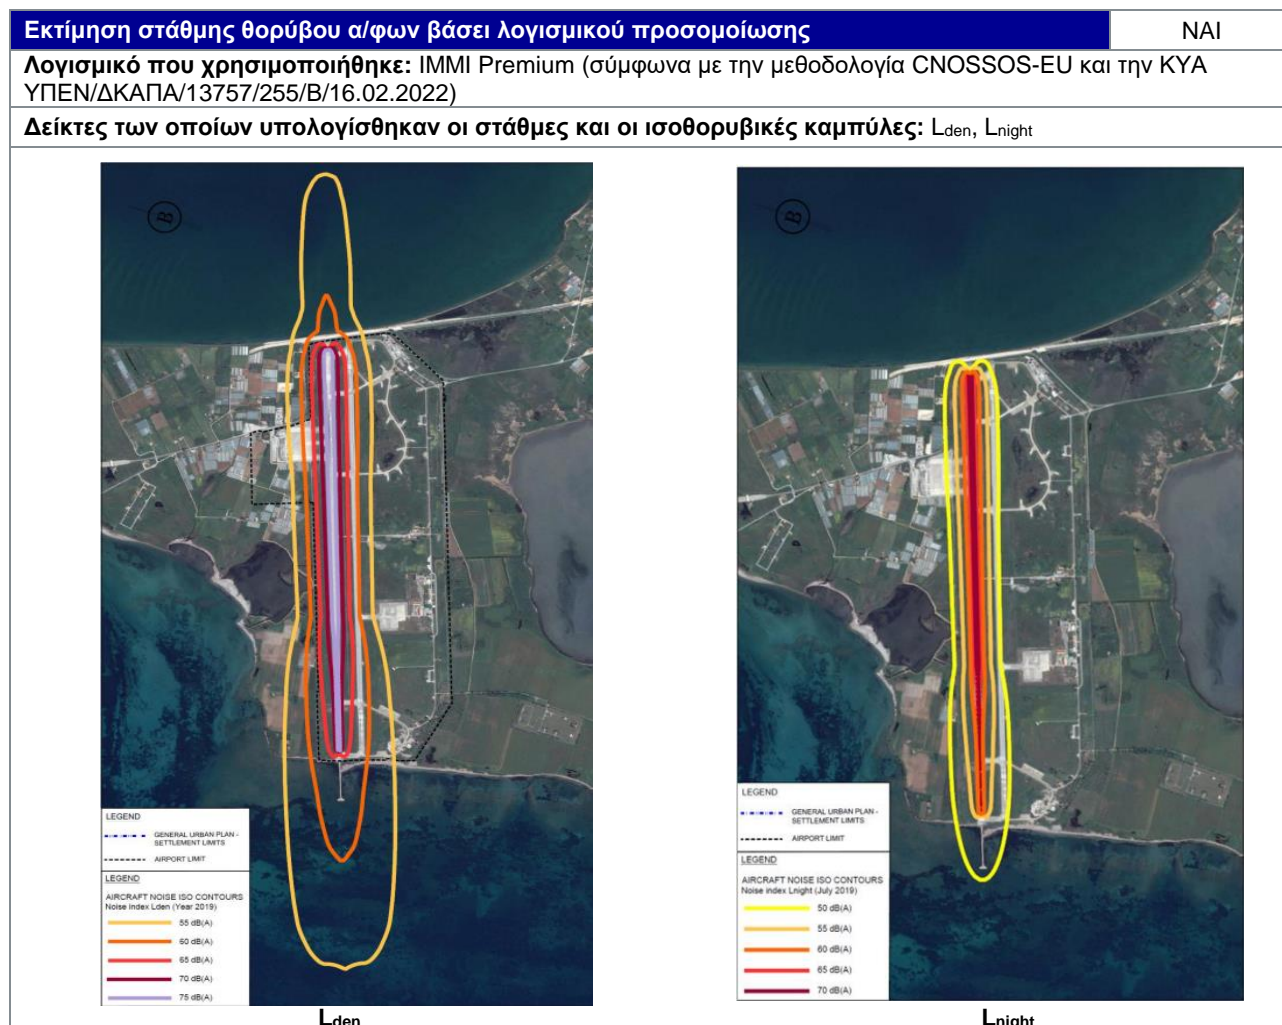 Εκτίμηση στάθμης θορύβου α/φων βάσει λογισμικού προσομοίωσης ΝΑΙ
Λογισμικό που χρησιμοποιήθηκε: IMMI Premium (σύμφωνα με την μεθοδολογία CNOSSOS-EU και την ΚΥΑ
ΥΠΕΝ/ΔΚΑΠΑ/13757/255/Β/16.02.2022)
Δείκτες των οποίων υπολογίσθηκαν οι στάθμες και οι ισοθορυβικές καμπύλες: Lden, Lnight
B
LEGEND
GENERAL URBAN PLAN -
SETTLEMENT LIMITS
AIRPORT LIMIT
LEGEND
AIRCRAFT NOISE ISO CONTOURS
Noise index Lden (Year 2019)
55 dB(A)
60 dB(A)
65 dB(A)
70 dB(A)
75 dB(A)
Lden
B
LEGEND
GENERAL URBAN PLAN -
SETTLEMENT LIMITS
AIRPORT LIMIT
LEGEND
AIRCRAFT NOISE ISO CONTOURS
Noise index Lnight (July 2019)
50 dB(A)
55 dB(A)
60 dB(A)
65 dB(A)
70 dB(A)
Lnight